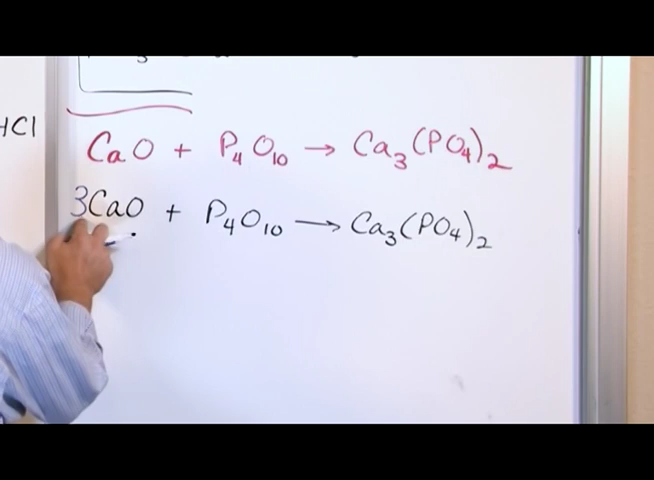 HCl
CaO + P₄O₁₀ → Ca₃(PO₄)₂
3CaO + P₄O₁₀ → Ca₃(PO₄)₂